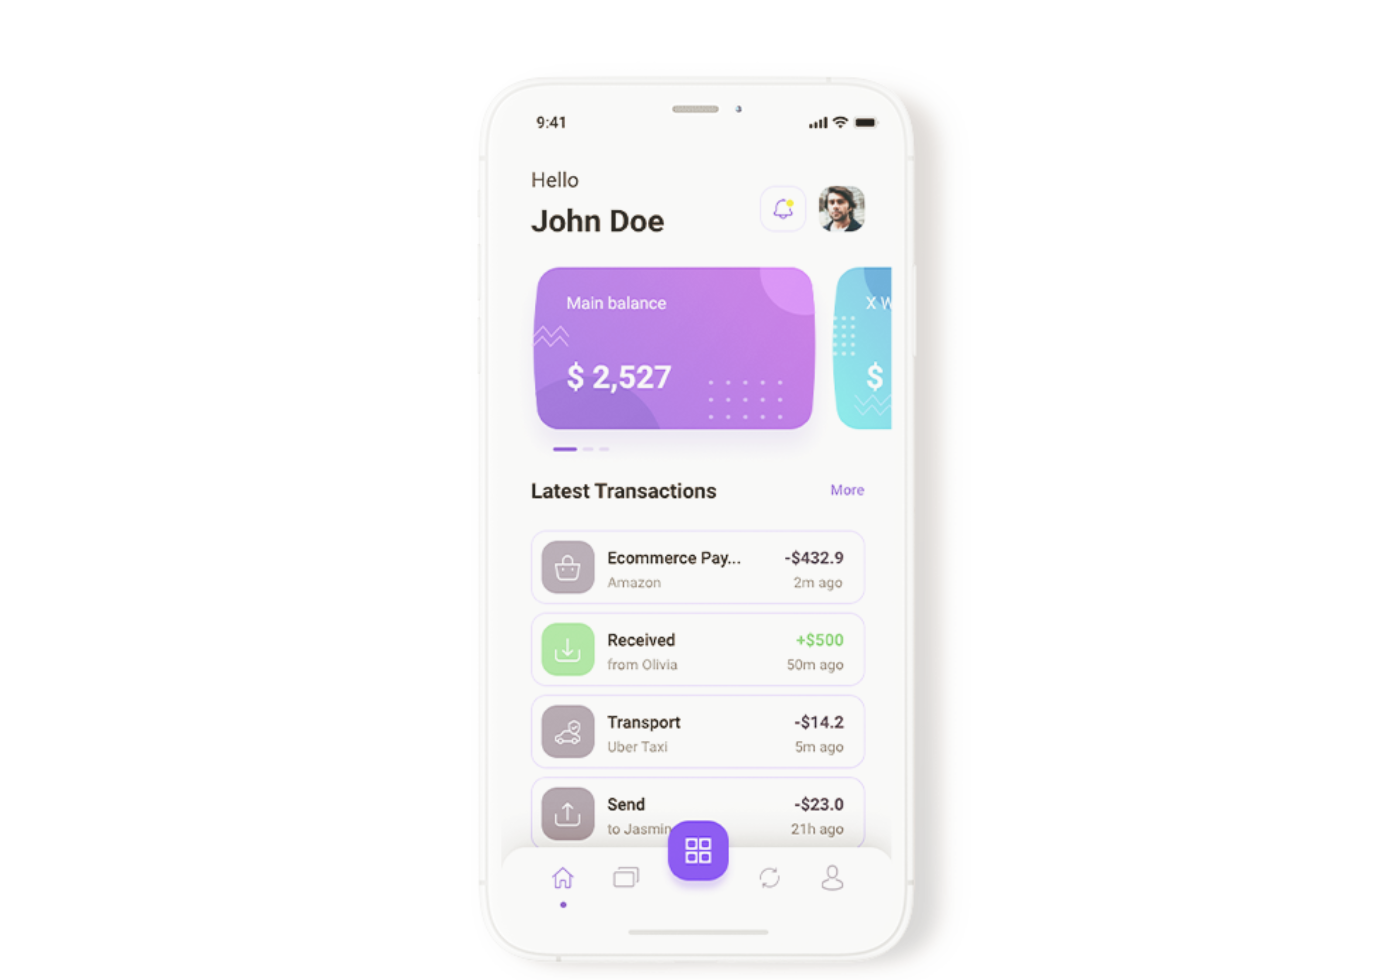 9:41
Hello
John Doe
Main balance
$ 2,527
X W
$
Latest Transactions
More
Ecommerce Pay...
-$432.9
Amazon
2m ago
Received
+$500
from Olivia
50m ago
Transport
-$14.2
Uber Taxi
5m ago
Send
-$23.0
to Jasmin
21h ago